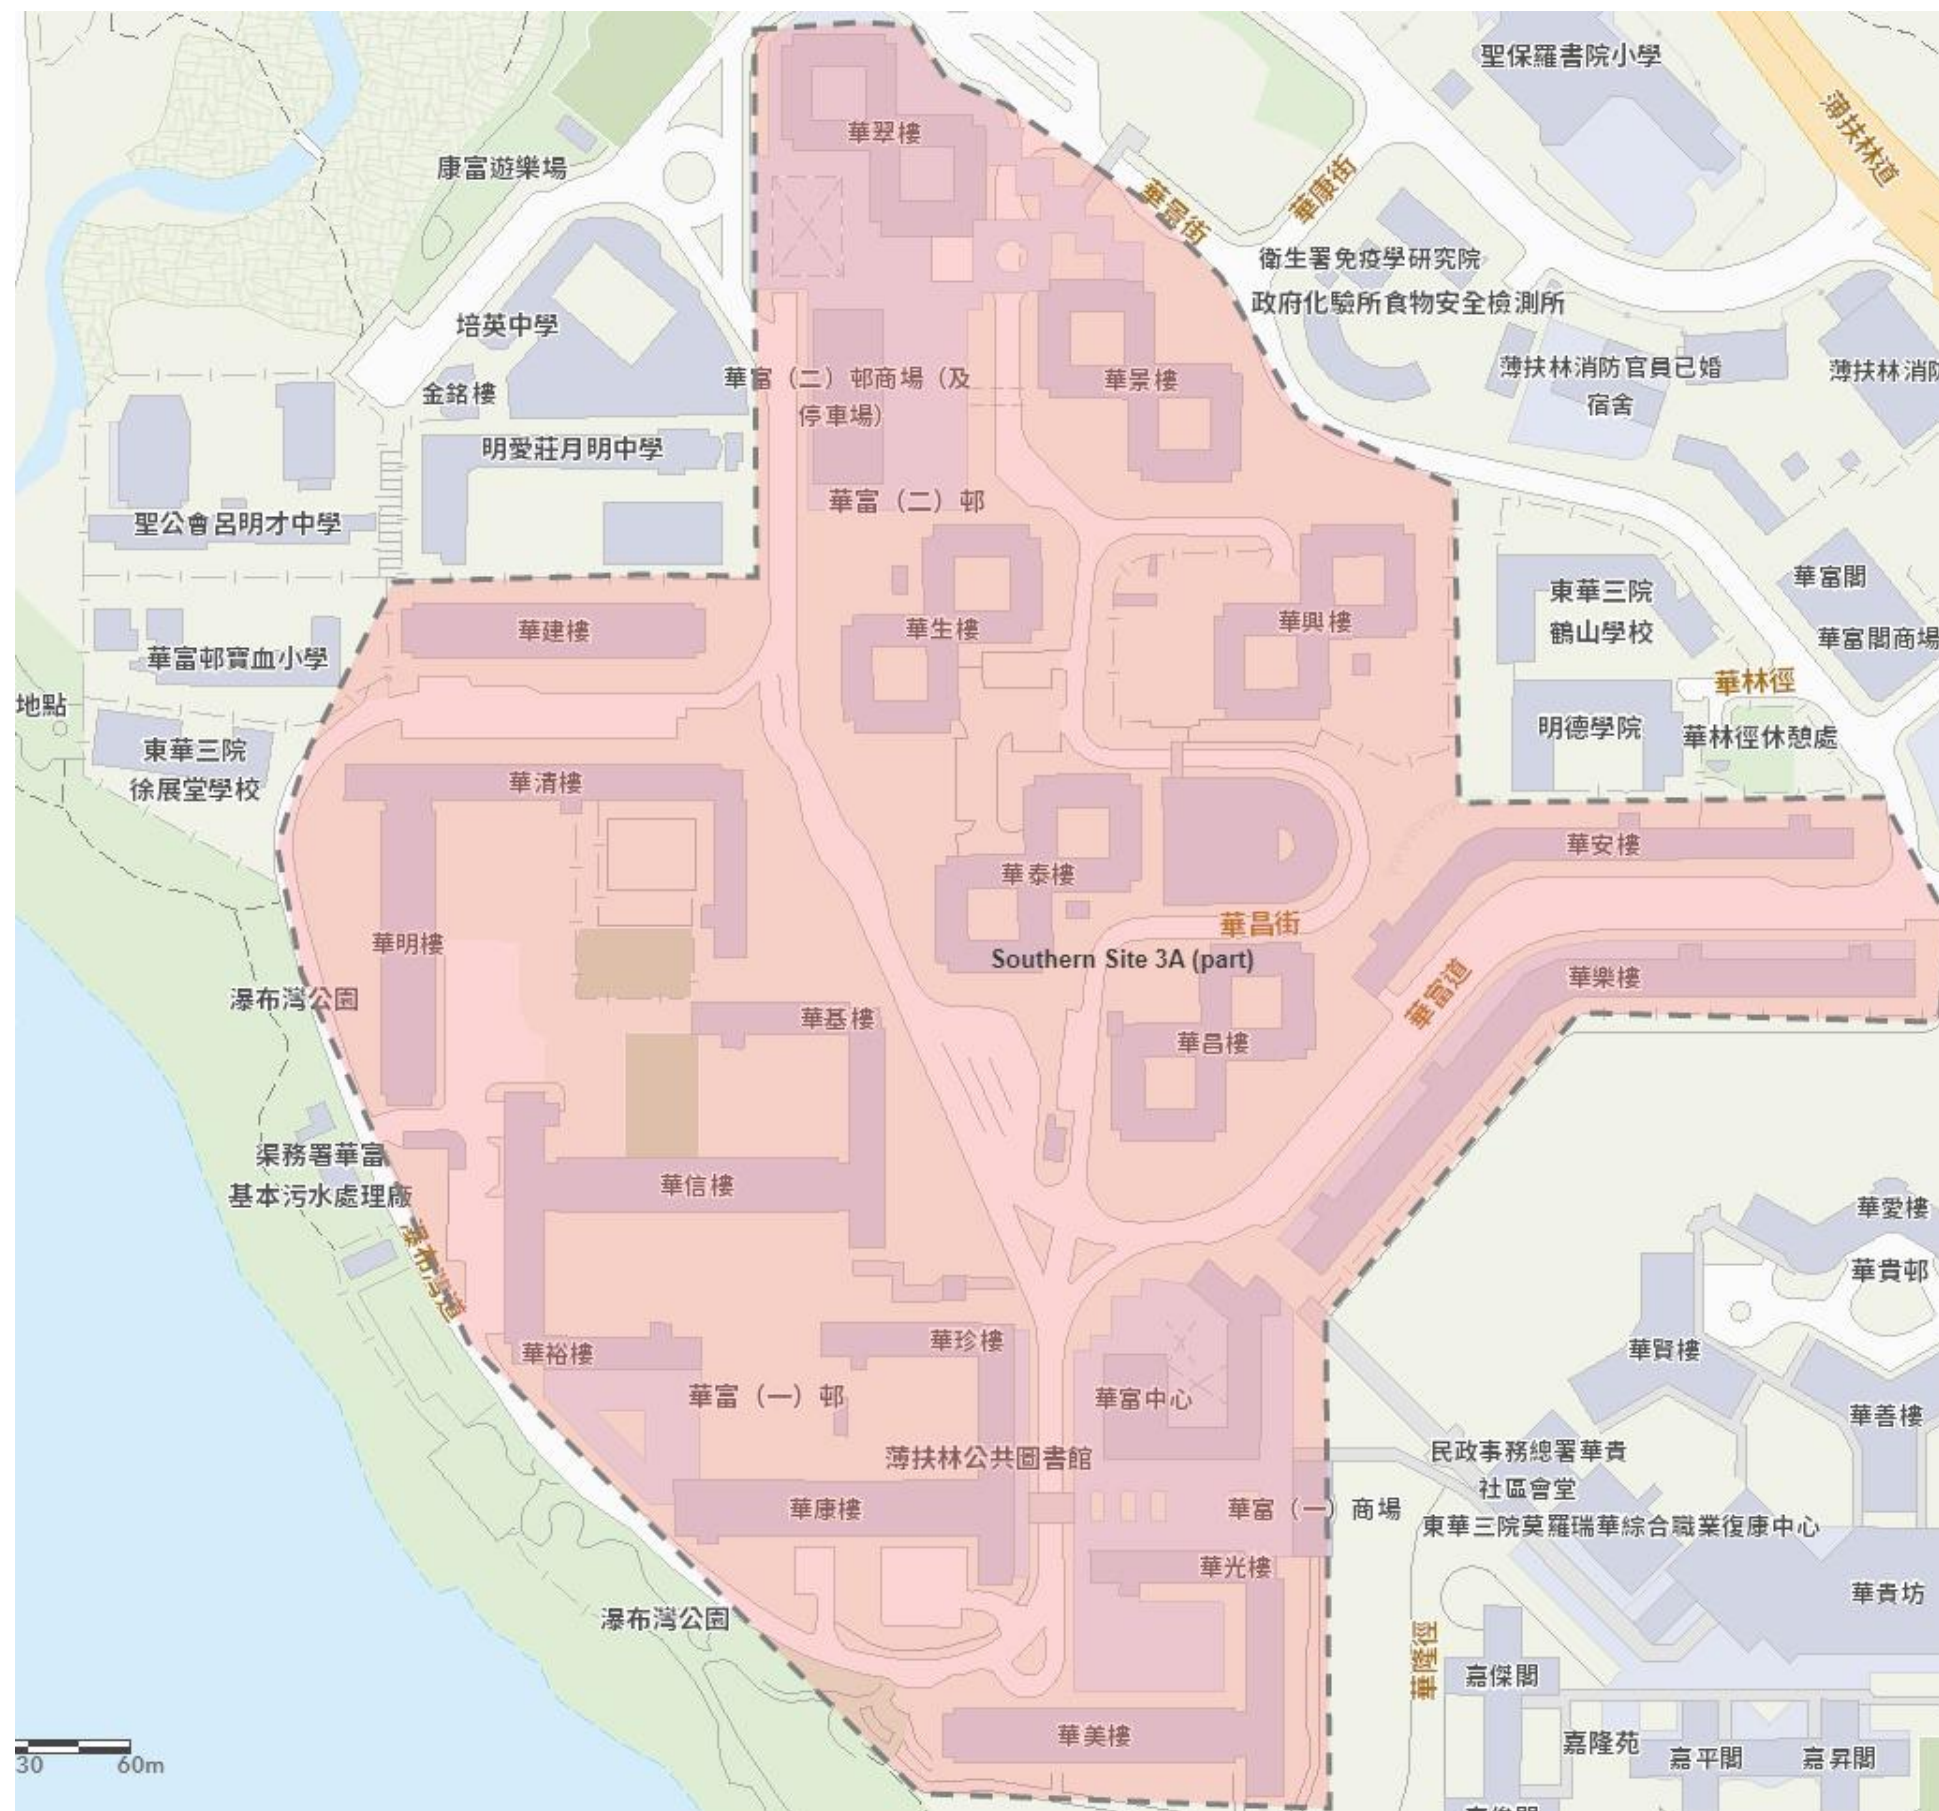 聖保羅書院小學
薄扶林道
華翠樓
康富遊樂場
華景街
華康街
衛生署免疫學研究院
政府化驗所食物安全檢測所
培英中學
金銘樓
華富（二）邨商場（及
停車場）
華景樓
薄扶林消防官員已婚
宿舍
薄扶林消防
明愛莊月明中學
華富（二）邨
聖公會呂明才中學
東華三院
鶴山學校
華富閣
華富閣商場
華建樓
華生樓
華興樓
華富邨寶血小學
華林徑
地點
明德學院
華林徑休憩處
東華三院
徐展堂學校
華清樓
華安樓
華泰樓
華昌街
華明樓
Southern Site 3A (part)
華樂樓
華富道
瀑布灣公園
華基樓
華昌樓
渠務署華富
基本污水處理廠
華信樓
華愛樓
瀑布灣道
華貴邨
華裕樓
華珍樓
華賢樓
華富（一）邨
華富中心
華善樓
薄扶林公共圖書館
民政事務總署華貴
社區會堂
華康樓
華富（一）商場
東華三院莫羅瑞華綜合職業復康中心
華光樓
華貴坊
瀑布灣公園
華隆徑
嘉傑閣
華美樓
嘉隆苑
嘉平閣
嘉昇閣
30
60m